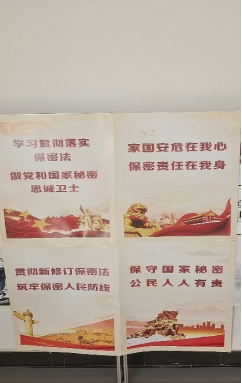 学习贯彻落实
保密法
做党和国家秘密
忠诚卫士
家国安危在我心
保密责任在我身
贯彻新修订保密法
筑牢保密人民防线
保守国家秘密
公民人人有责